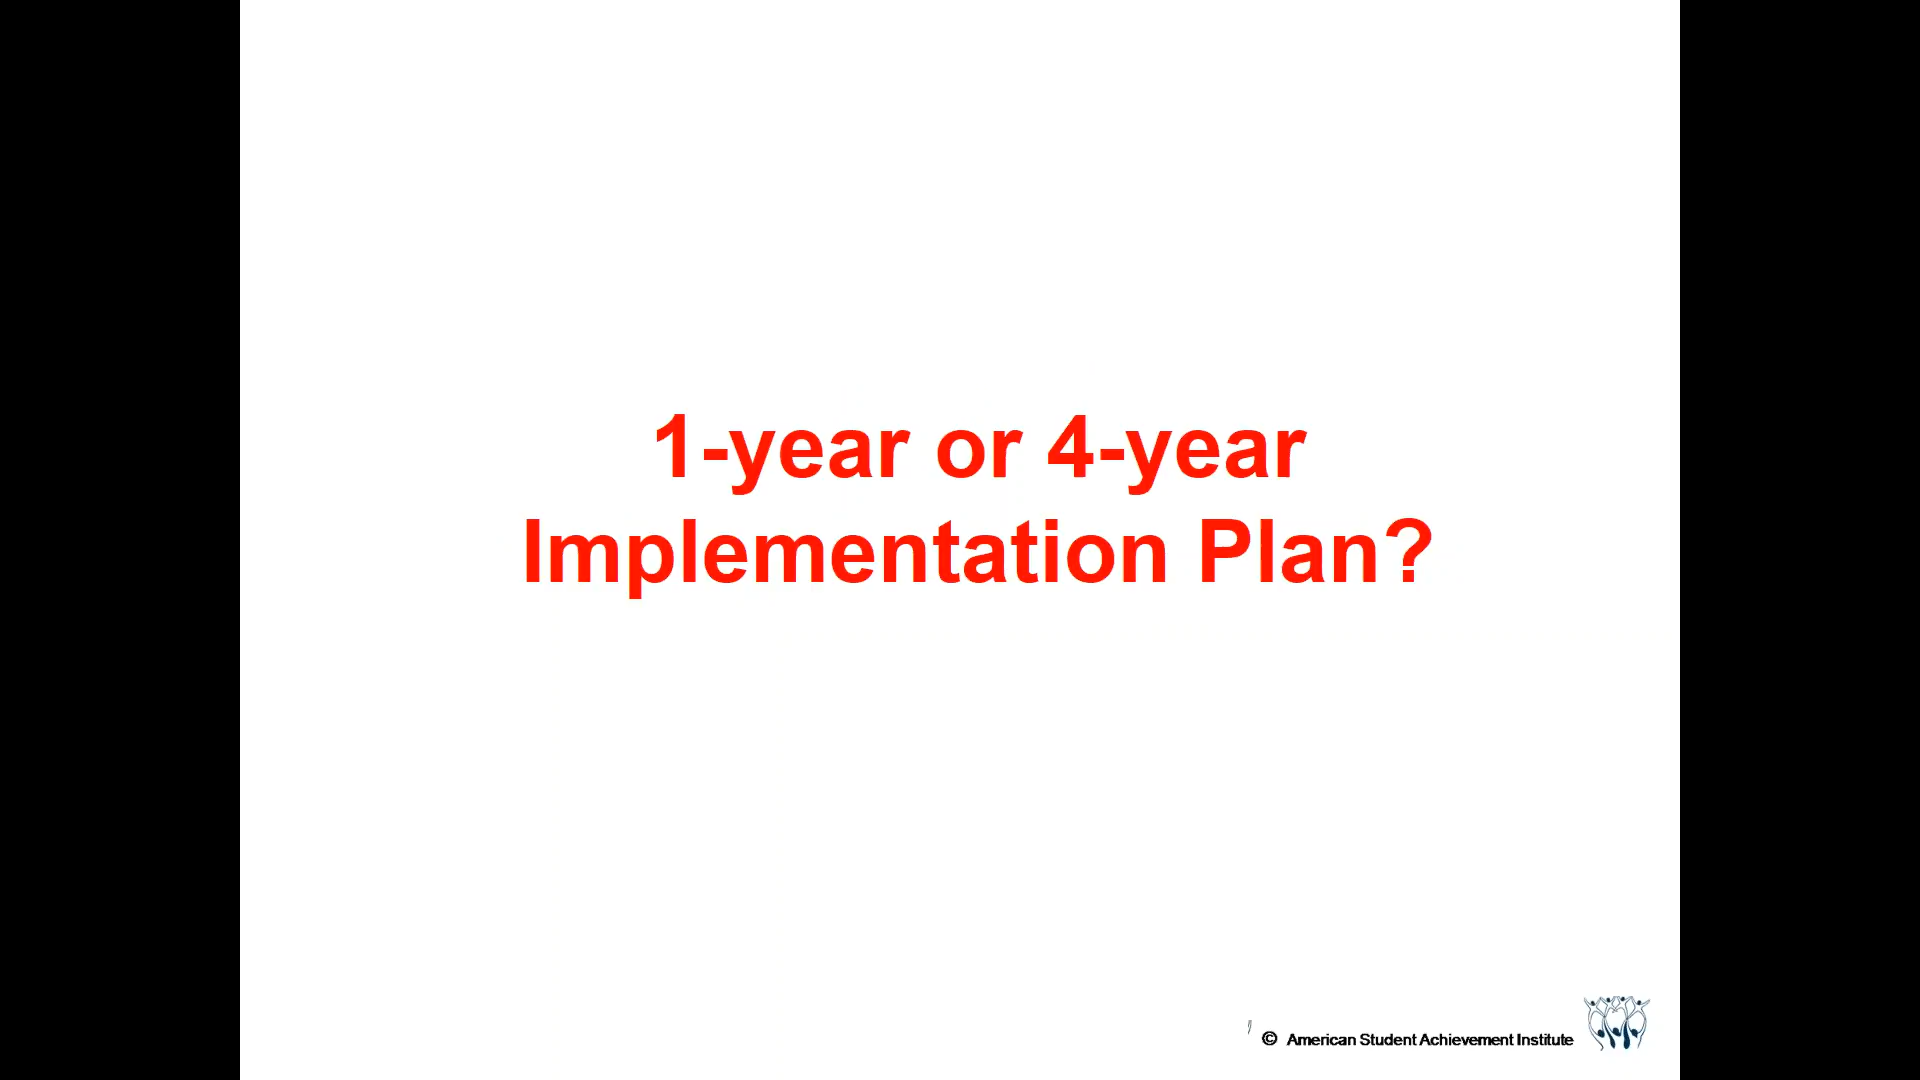 1-year or 4-year
Implementation Plan?
© American Student Achievement Institute